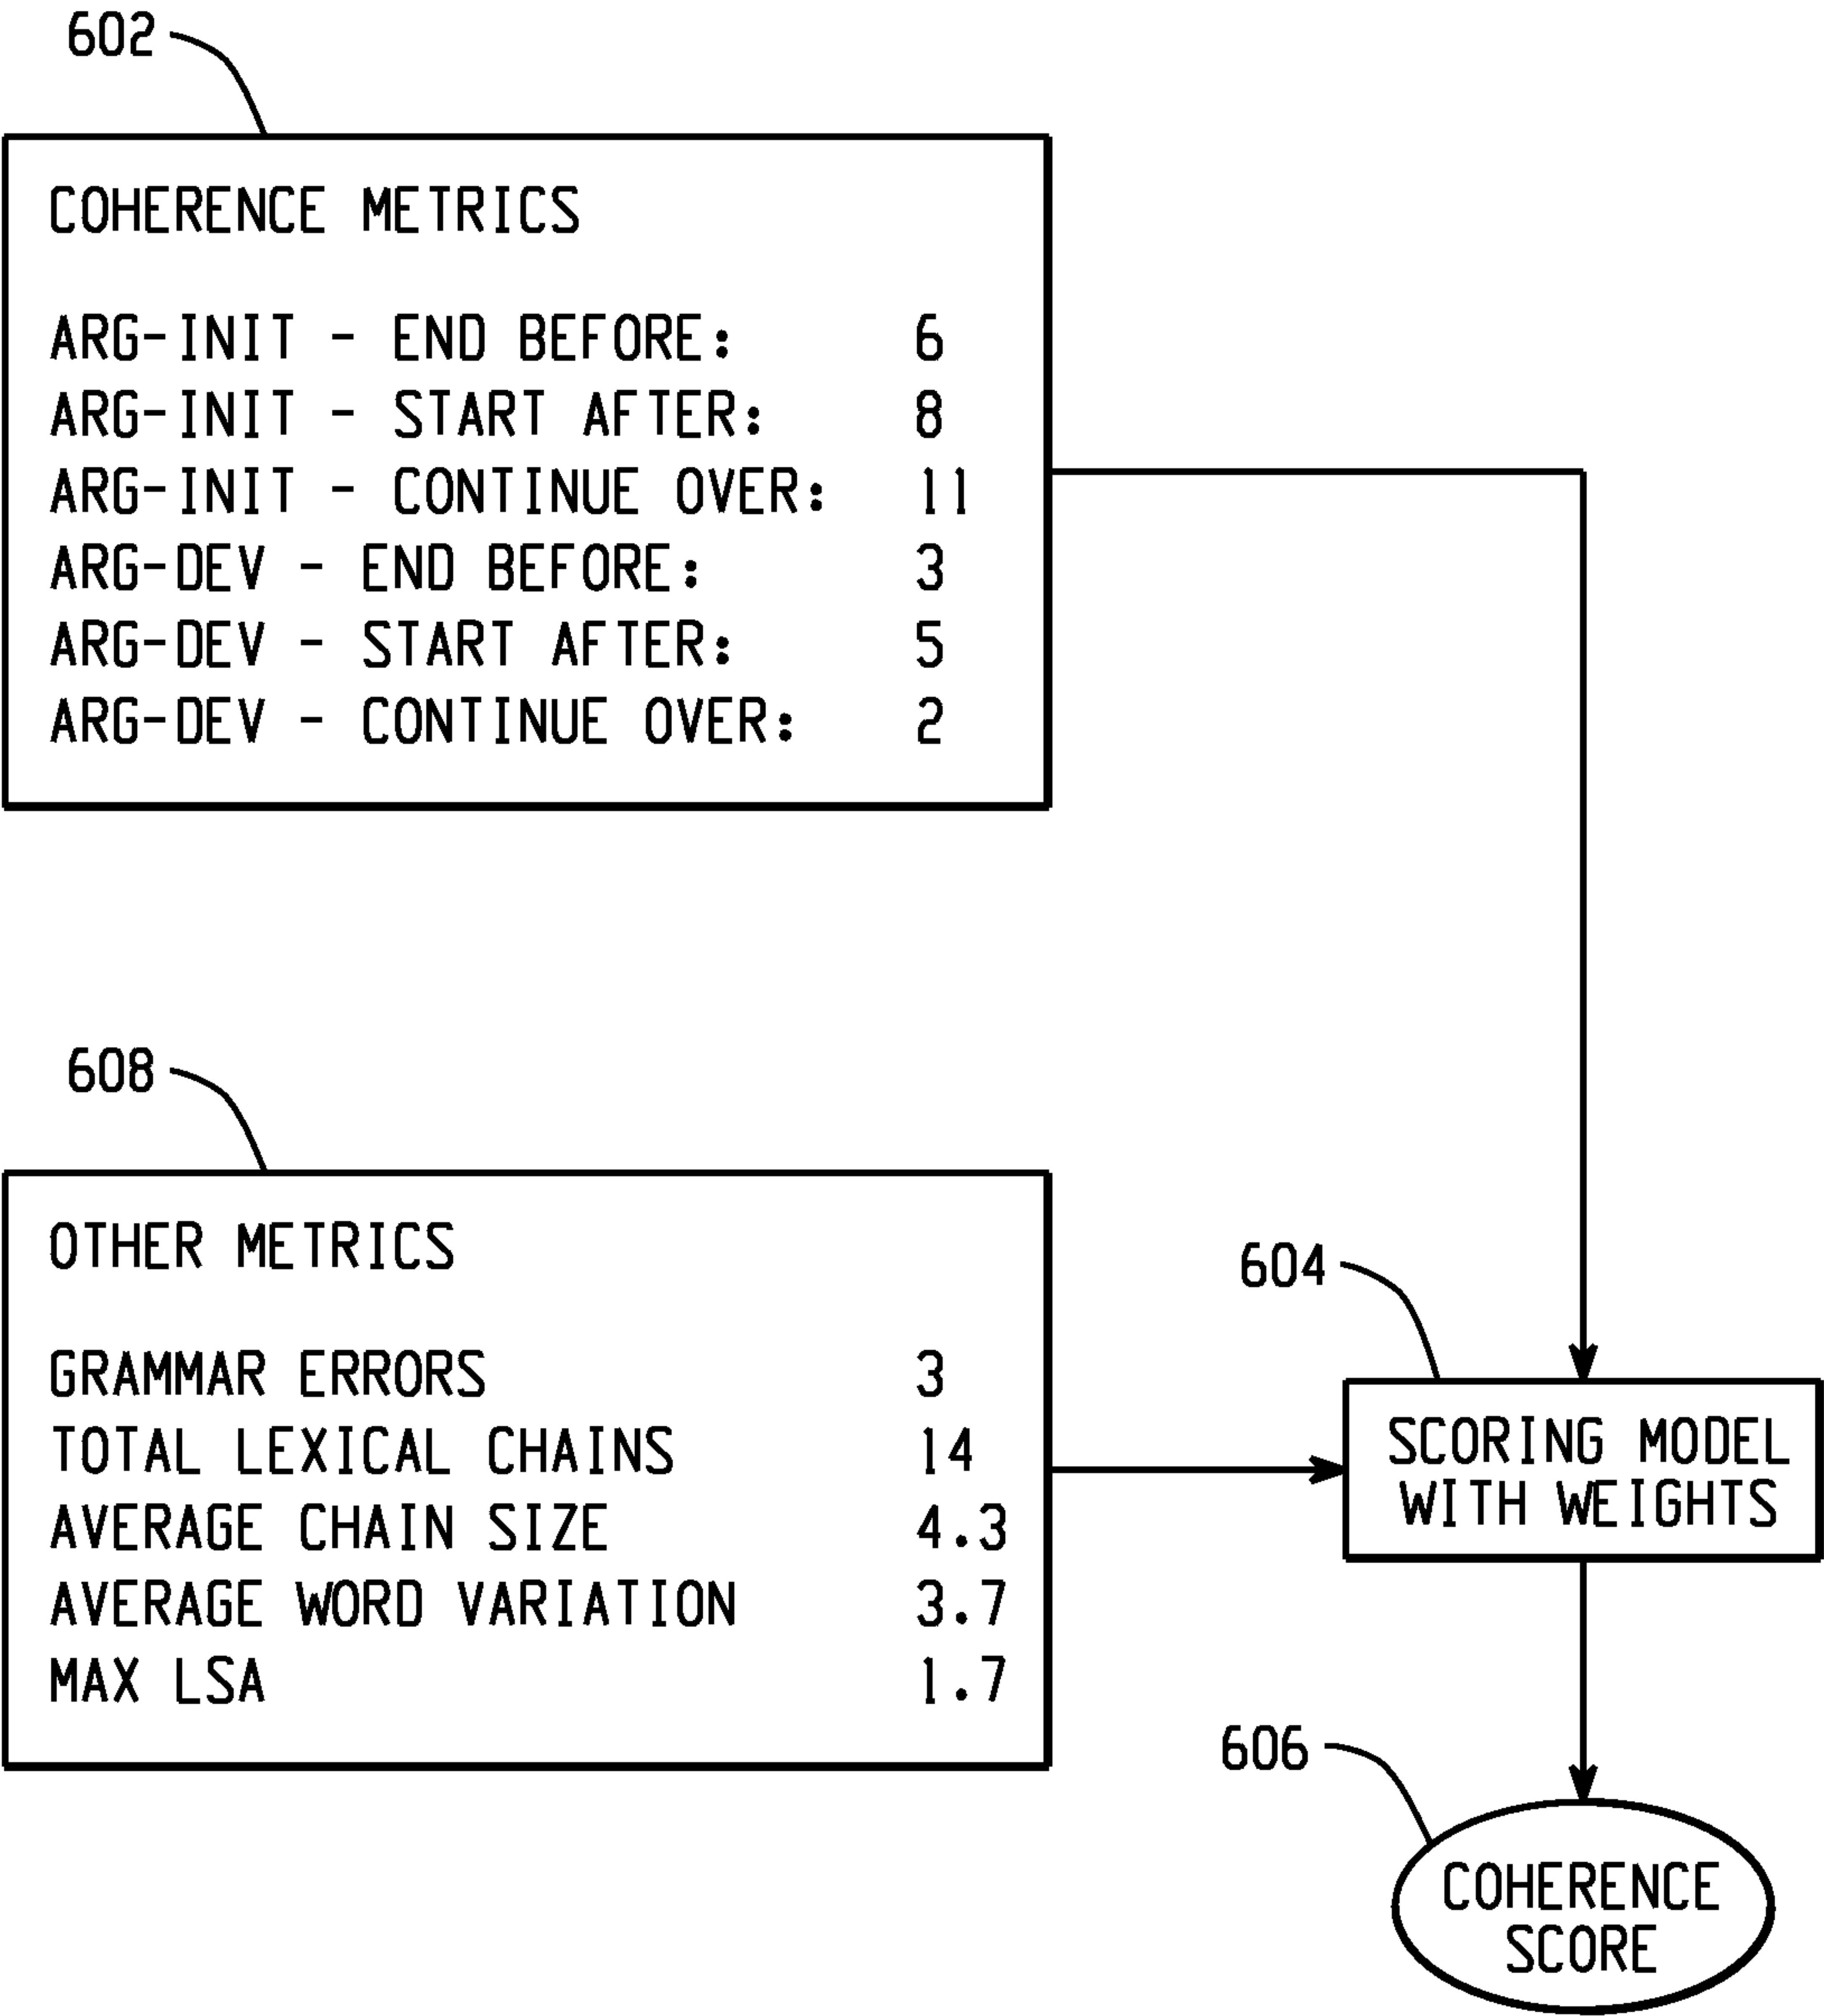 602
COHERENCE METRICS
ARG-INIT - END BEFORE: 6
ARG-INIT - START AFTER: 8
ARG-INIT - CONTINUE OVER: 11
ARG-DEV - END BEFORE: 3
ARG-DEV - START AFTER: 5
ARG-DEV - CONTINUE OVER: 2
608
OTHER METRICS
GRAMMAR ERRORS 3
TOTAL LEXICAL CHAINS 14
AVERAGE CHAIN SIZE 4.3
AVERAGE WORD VARIATION 3.7
MAX LSA 1.7
604
SCORING MODEL
WITH WEIGHTS
606
COHERENCE
SCORE